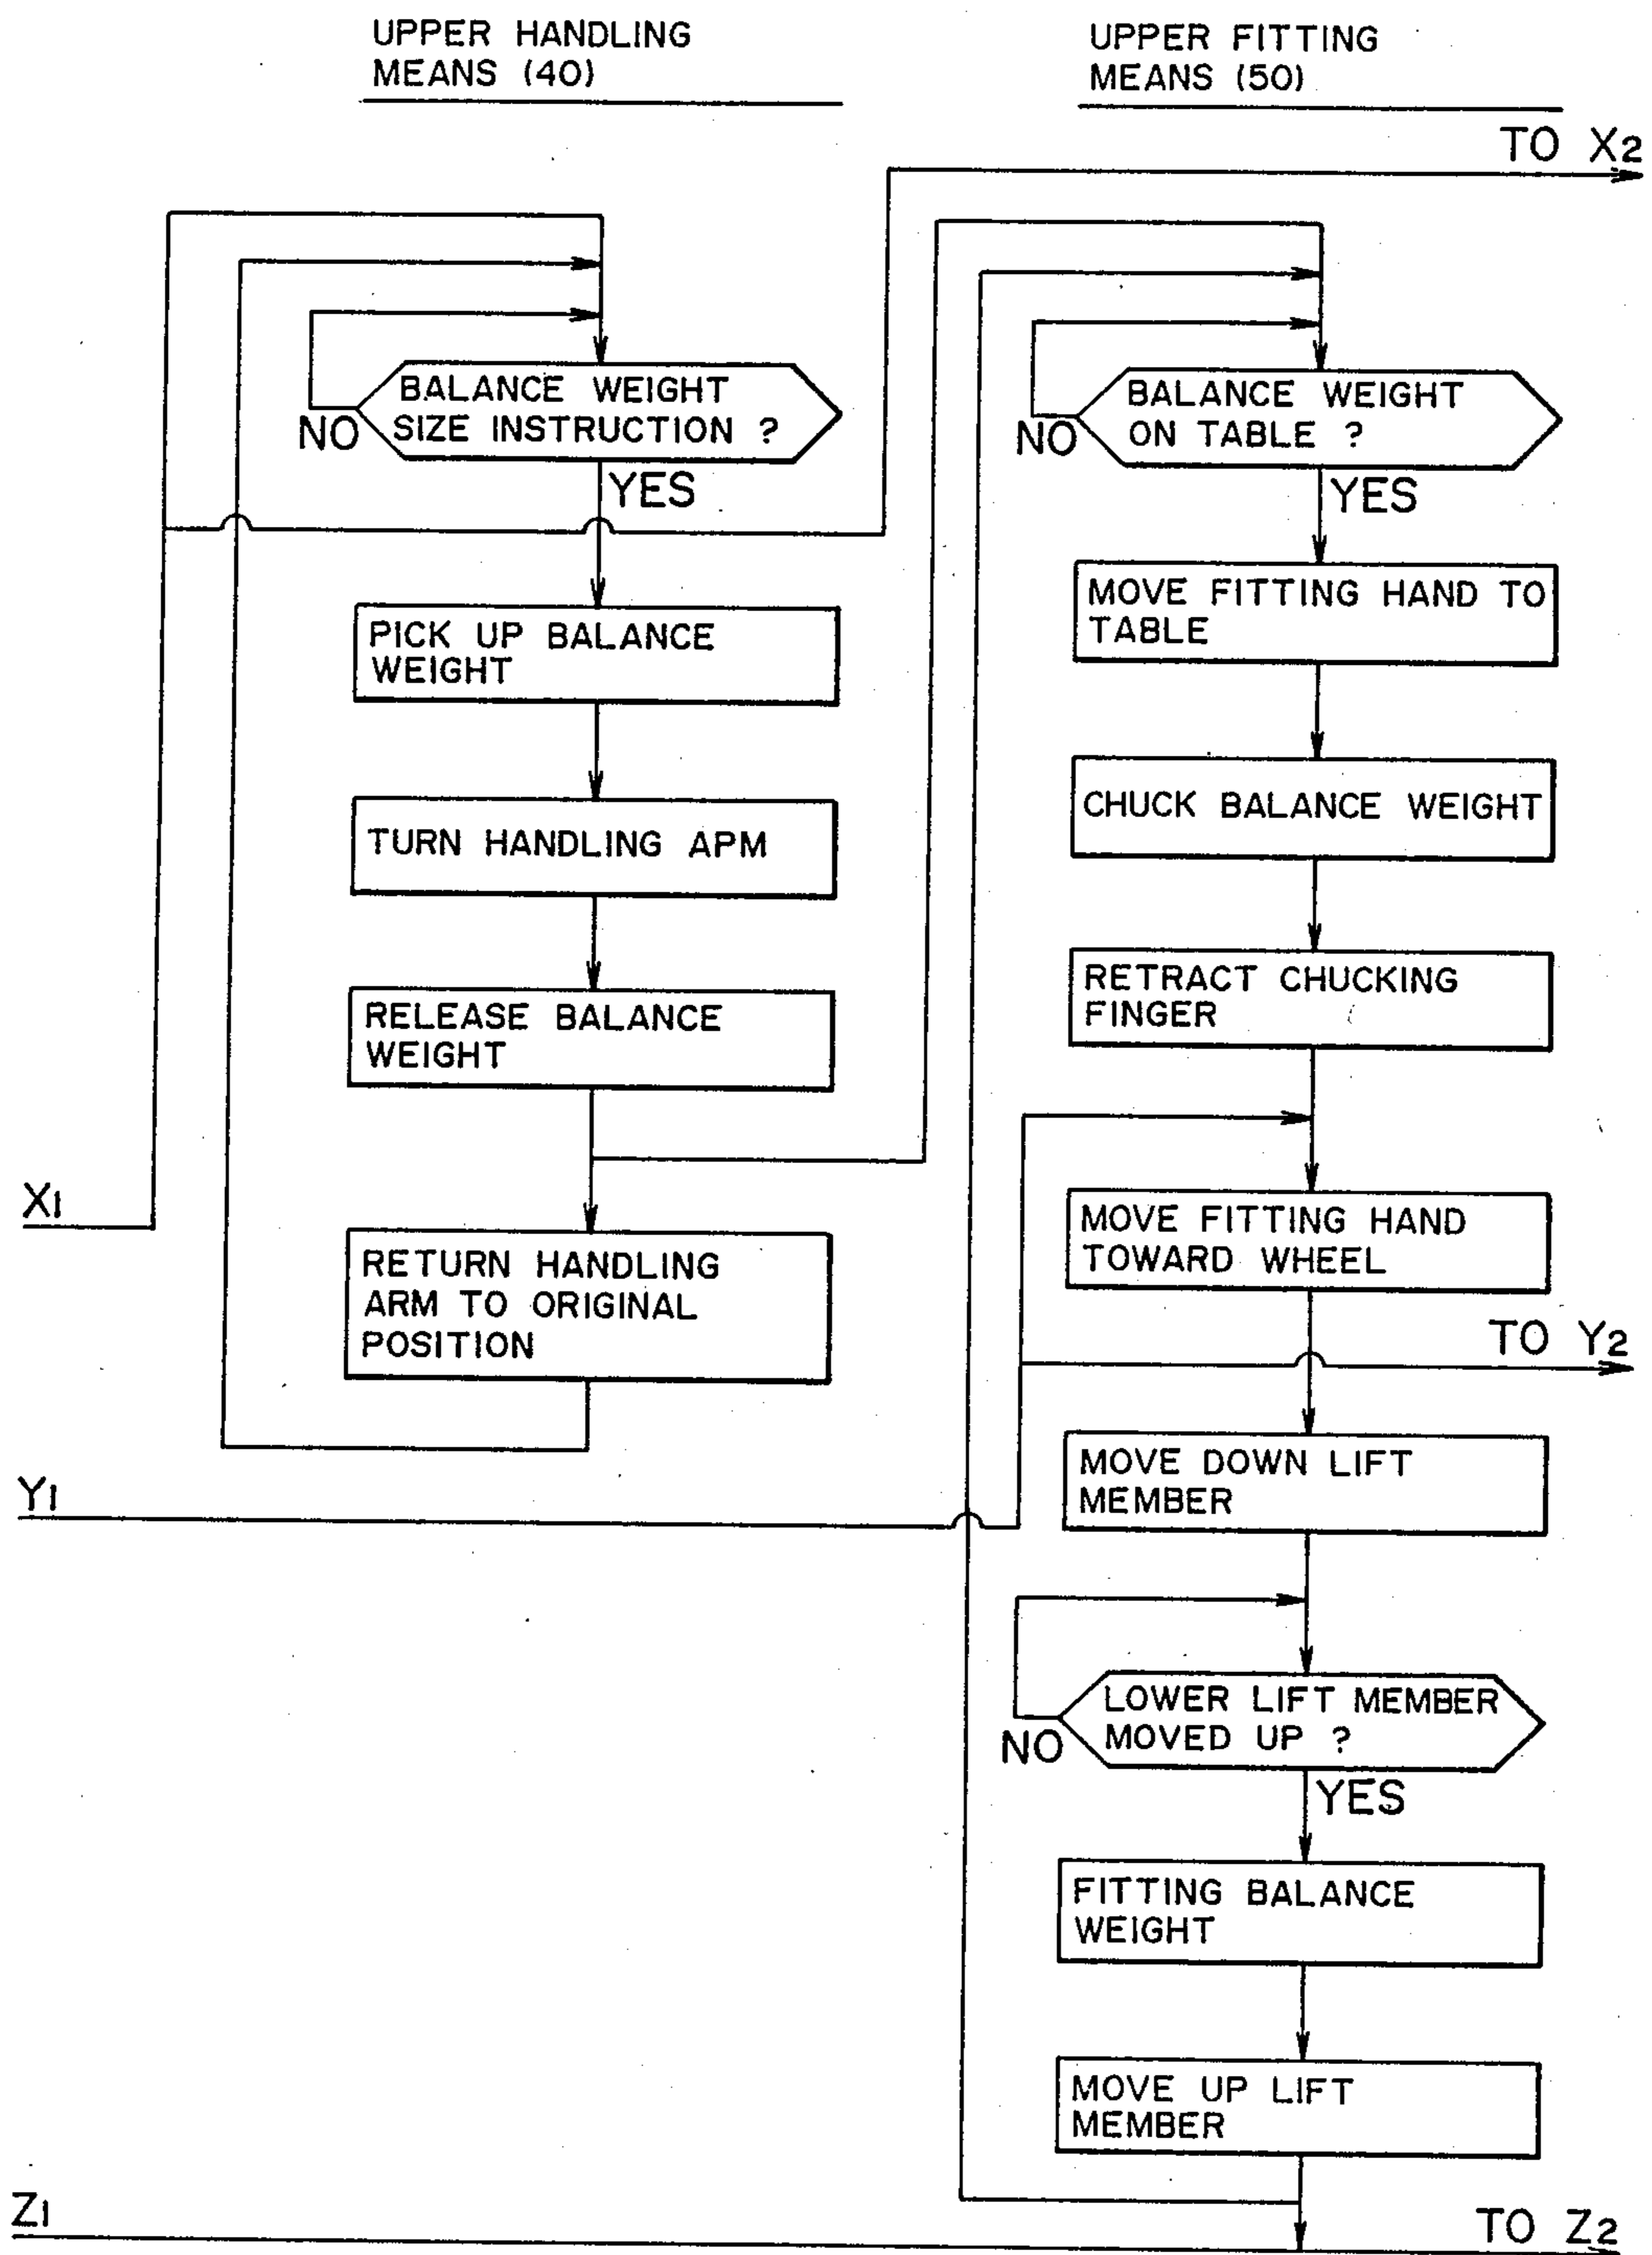 UPPER HANDLING
MEANS (40)
UPPER FITTING
MEANS (50)
TO X2
BALANCE WEIGHT
SIZE INSTRUCTION ?
NO
YES
PICK UP BALANCE
WEIGHT
TURN HANDLING APM
RELEASE BALANCE
WEIGHT
X1
RETURN HANDLING
ARM TO ORIGINAL
POSITION
Y1
BALANCE WEIGHT
ON TABLE ?
NO
YES
MOVE FITTING HAND TO
TABLE
CHUCK BALANCE WEIGHT
RETRACT CHUCKING
FINGER
MOVE FITTING HAND
TOWARD WHEEL
TO Y2
MOVE DOWN LIFT
MEMBER
LOWER LIFT MEMBER
MOVED UP ?
NO
YES
FITTING BALANCE
WEIGHT
MOVE UP LIFT
MEMBER
Z1
TO Z2